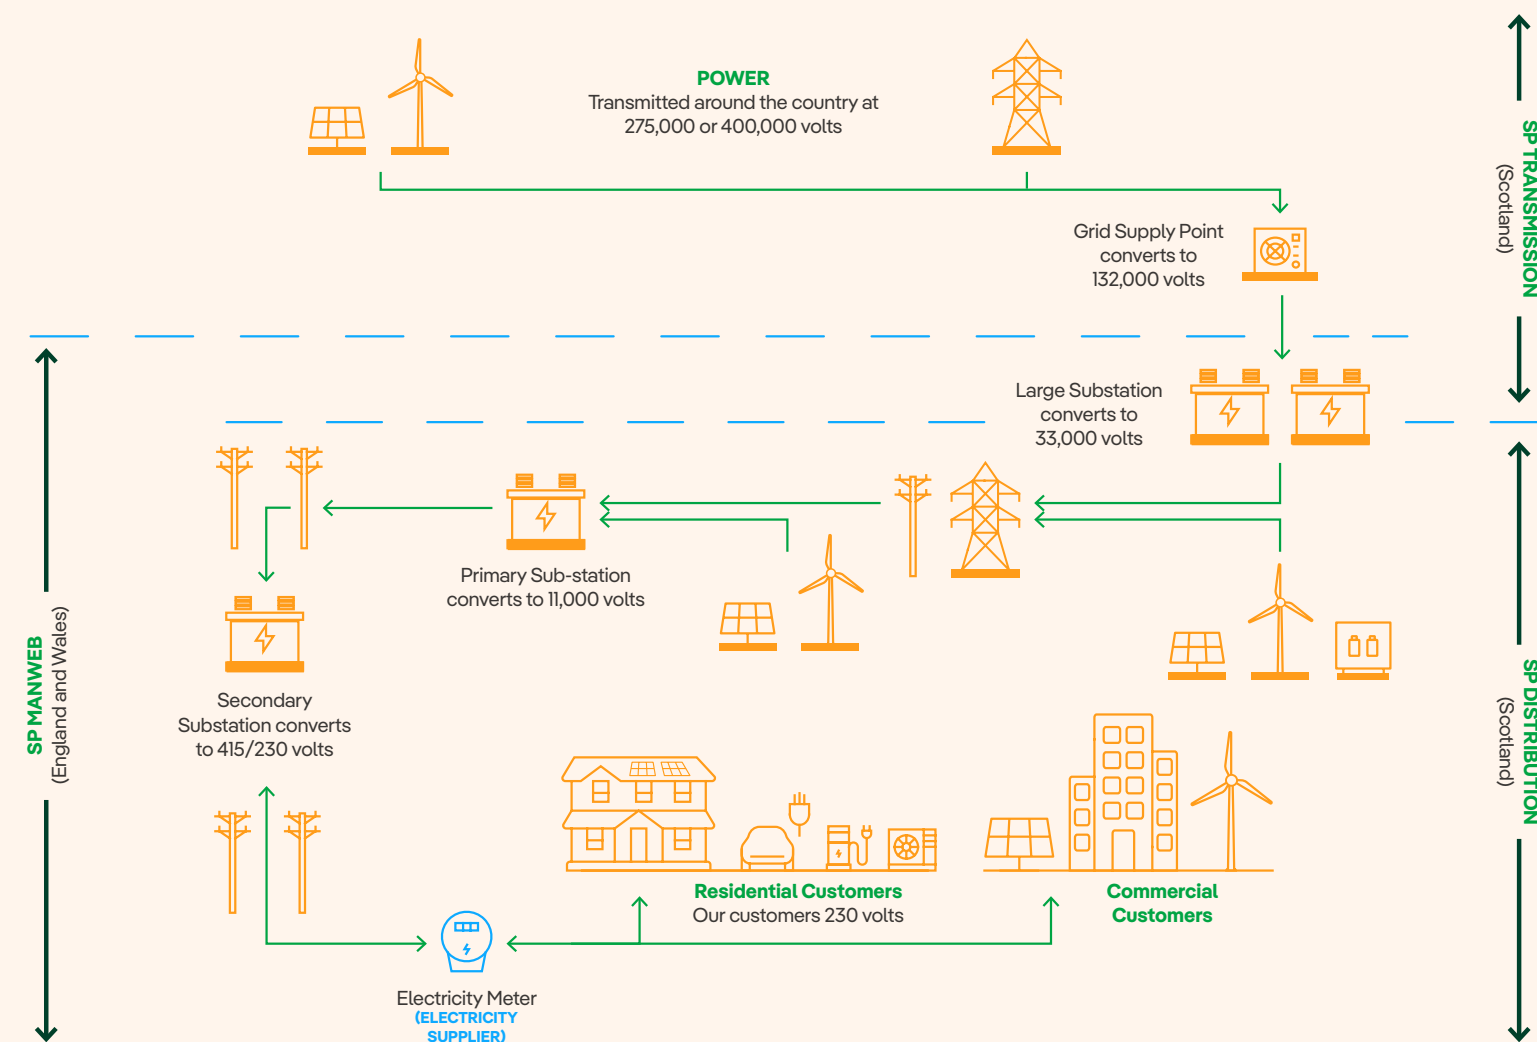 POWER
Transmitted around the country at
275,000 or 400,000 volts
SP TRANSMISSION
(Scotland)
Grid Supply Point
converts to
132,000 volts
Large Substation
converts to
33,000 volts
Primary Sub-station
converts to 11,000 volts
SP MANWEB
(England and Wales)
Secondary
Substation converts
to 415/230 volts
SP DISTRIBUTION
(Scotland)
Residential Customers
Our customers 230 volts
Commercial
Customers
Electricity Meter
(ELECTRICITY
SUPPLIER)